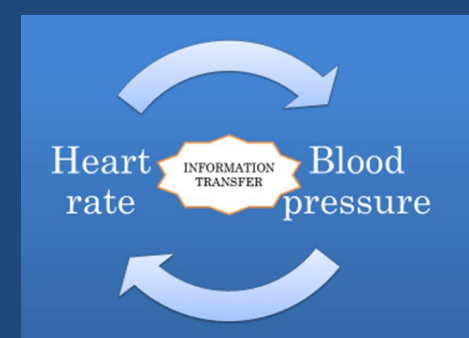 Heart
rate
INFORMATION
TRANSFER
Blood
pressure